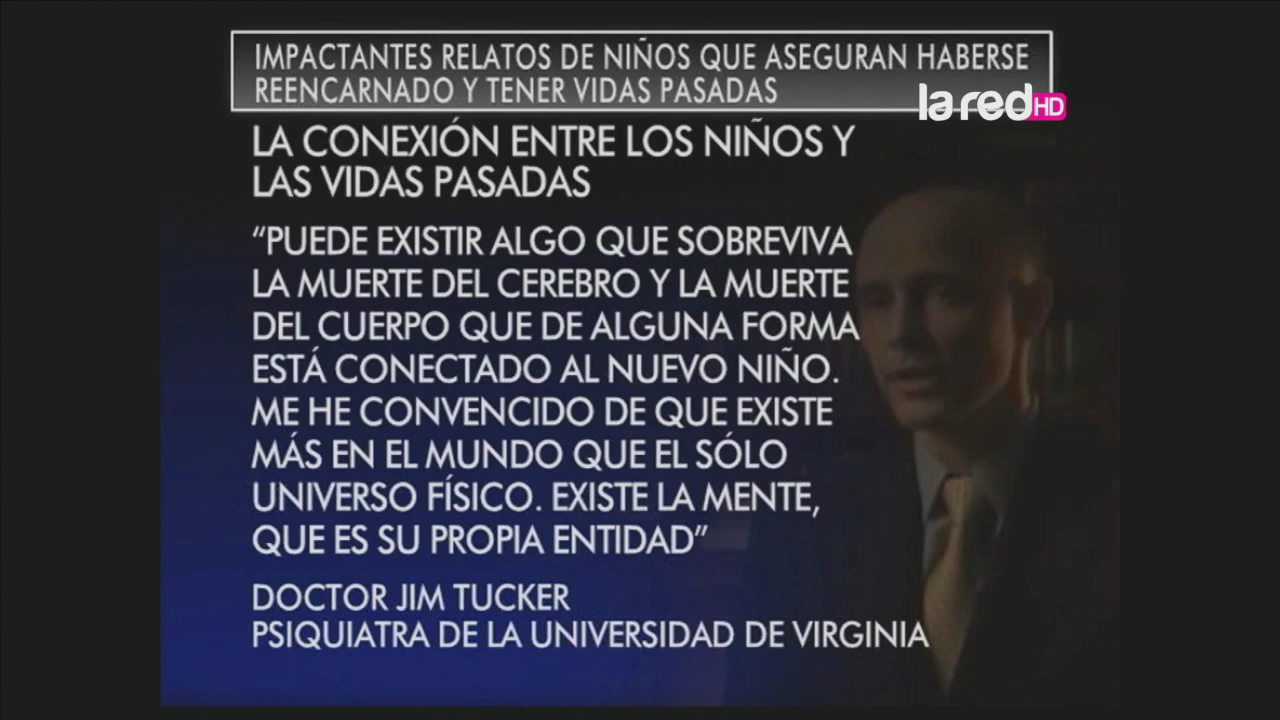 IMPACTANTES RELATOS DE NIÑOS QUE ASEGURAN HABERSE
REENCARNADO Y TENER VIDAS PASADAS
la red HD
LA CONEXIÓN ENTRE LOS NIÑOS Y
LAS VIDAS PASADAS
“PUEDE EXISTIR ALGO QUE SOBREVIVA
LA MUERTE DEL CEREBRO Y LA MUERTE
DEL CUERPO QUE DE ALGUNA FORMA
ESTÁ CONECTADO AL NUEVO NIÑO.
ME HE CONVENCIDO DE QUE EXISTE
MÁS EN EL MUNDO QUE EL SÓLO
UNIVERSO FÍSICO. EXISTE LA MENTE,
QUE ES SU PROPIA ENTIDAD”
DOCTOR JIM TUCKER
PSIQUIATRA DE LA UNIVERSIDAD DE VIRGINIA